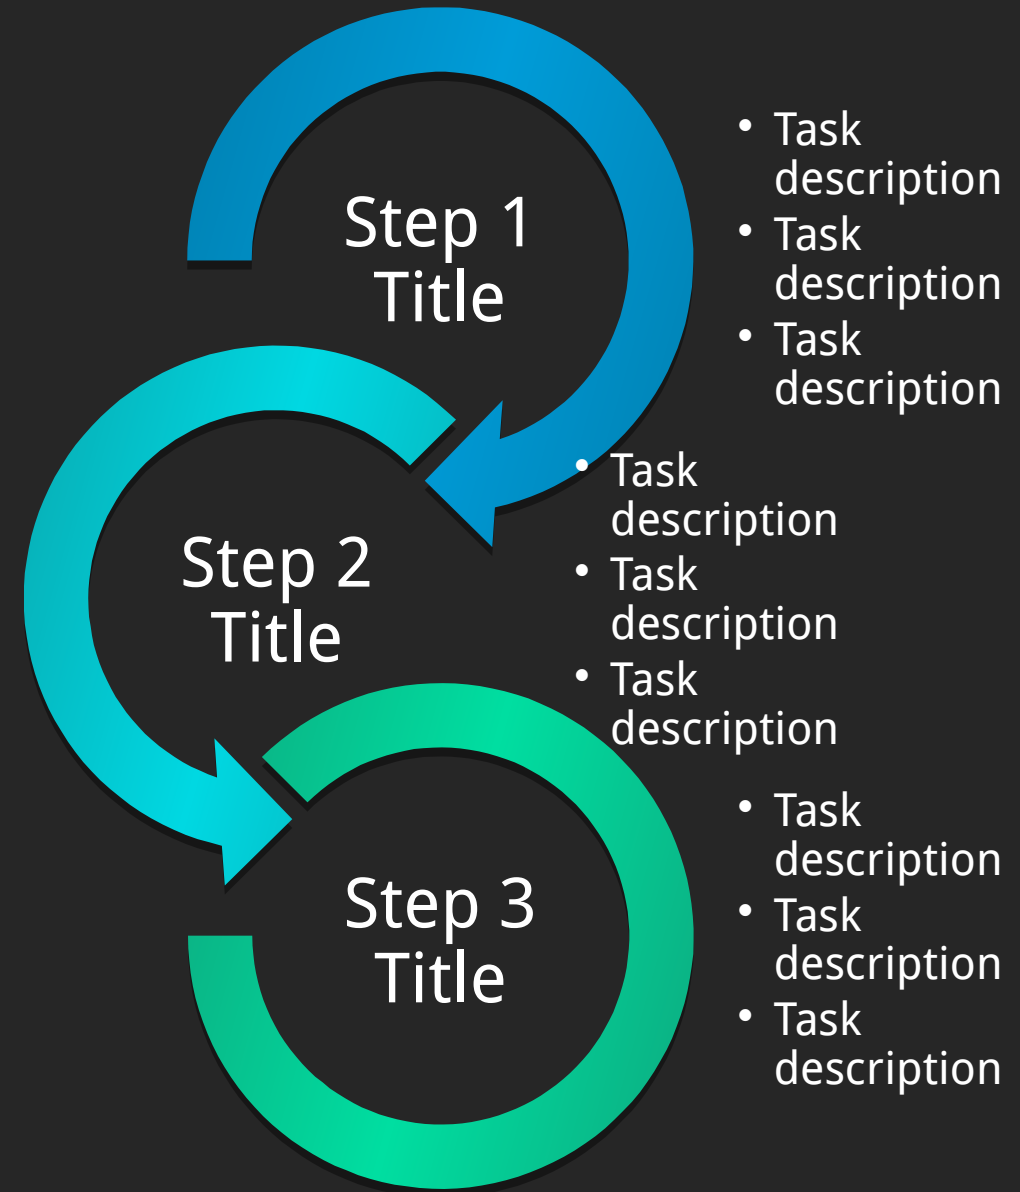 Step 1
Title
• Task
description
• Task
description
• Task
description
Step 2
Title
• Task
description
• Task
description
• Task
description
Step 3
Title
• Task
description
• Task
description
• Task
description